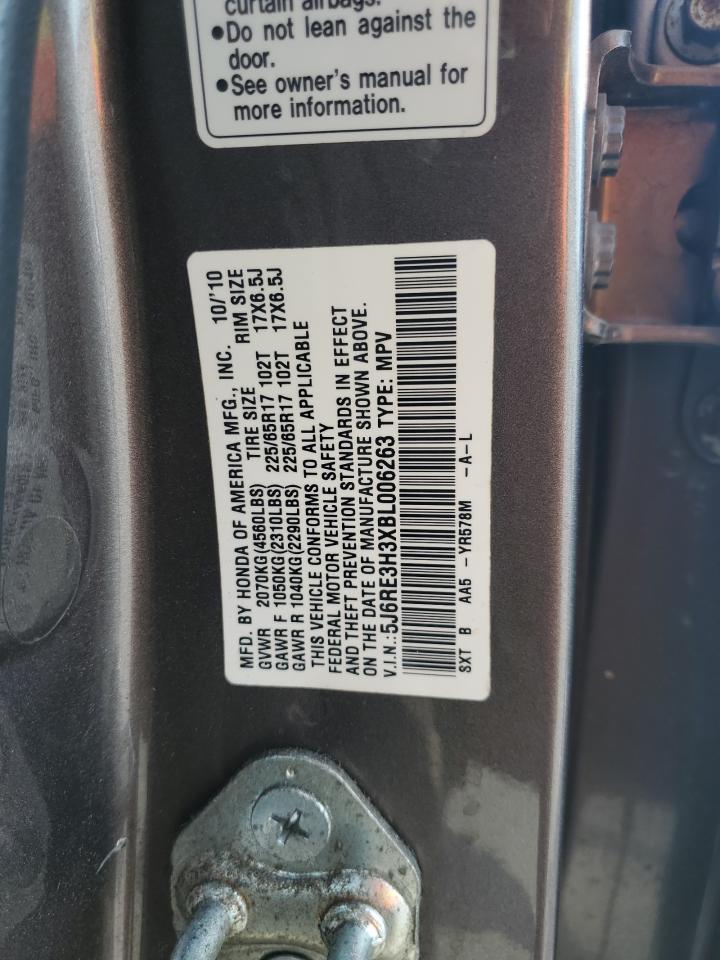 curtain airbags.
•Do not lean against the
door.
•See owner's manual for
more information.
MFD. BY HONDA OF AMERICA MFG., INC. 10/'10
GVWR 2070KG(4560LBS) TIRE SIZE RIM SIZE
GAWR F 1050KG(2310LBS) 225/65R17 102T 17X6.5J
GAWR R 1040KG(2290LBS) 225/65R17 102T 17X6.5J
THIS VEHICLE CONFORMS TO ALL APPLICABLE
FEDERAL MOTOR VEHICLE SAFETY
AND THEFT PREVENTION STANDARDS IN EFFECT
ON THE DATE OF MANUFACTURE SHOWN ABOVE.
V.I.N.:5J6RE3H3XBL006263 TYPE: MPV
SXT B AA5 -YR578M -A-L